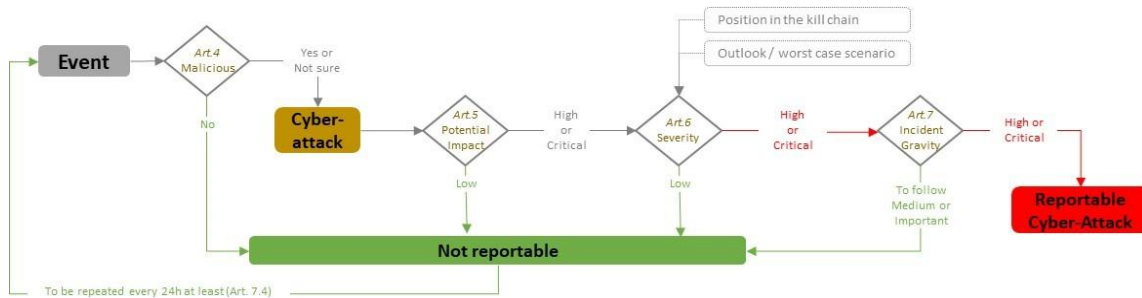 Position in the kill chain
Outlook / worst case scenario
Event
Art.4
Malicious
Yes or
Not sure
No
Cyber-
attack
Art.5
Potential
Impact
High
or
Critical
Low
Art.6
Severity
High
or
Critical
Low
Art.7
Incident
Gravity
High or
Critical
To follow
Medium or
Important
Reportable
Cyber-Attack
Not reportable
To be repeated every 24h at least (Art. 7.4)